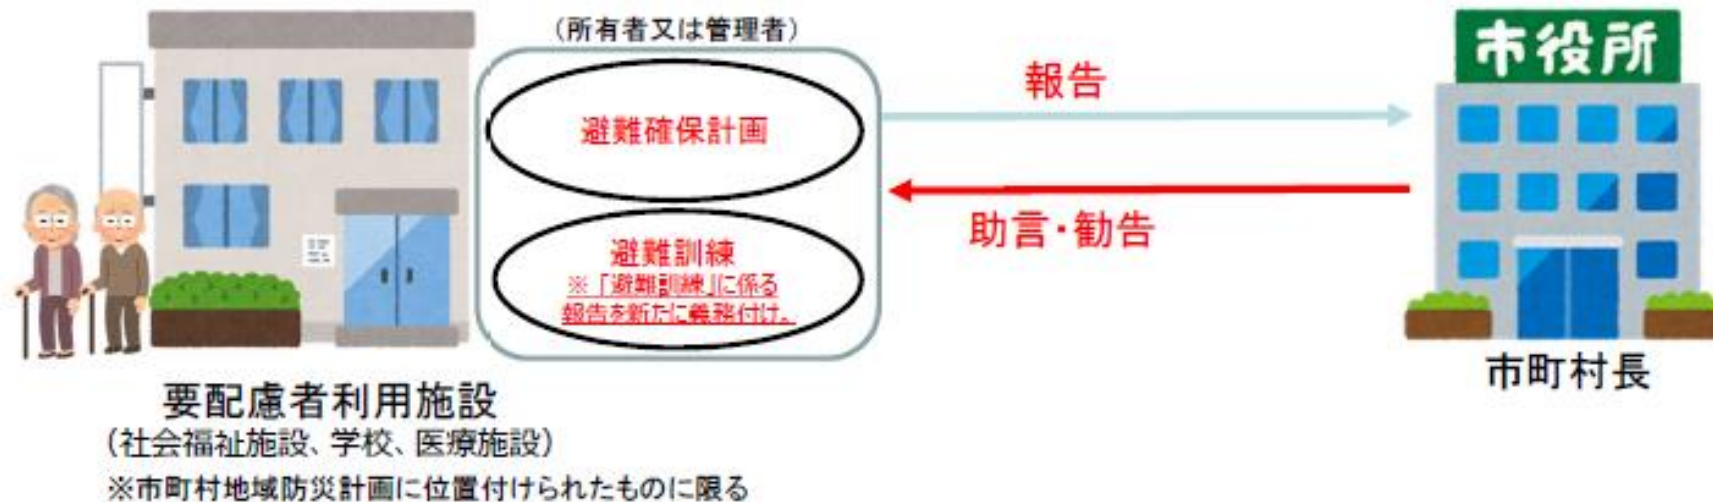 (所有者又は管理者)
避難確保計画
避難訓練
※「避難訓練」に係る
報告を新たに義務付け。
報告
助言・勧告
市役所
市町村長
要配慮者利用施設
(社会福祉施設、学校、医療施設)
※市町村地域防災計画に位置付けられたものに限る